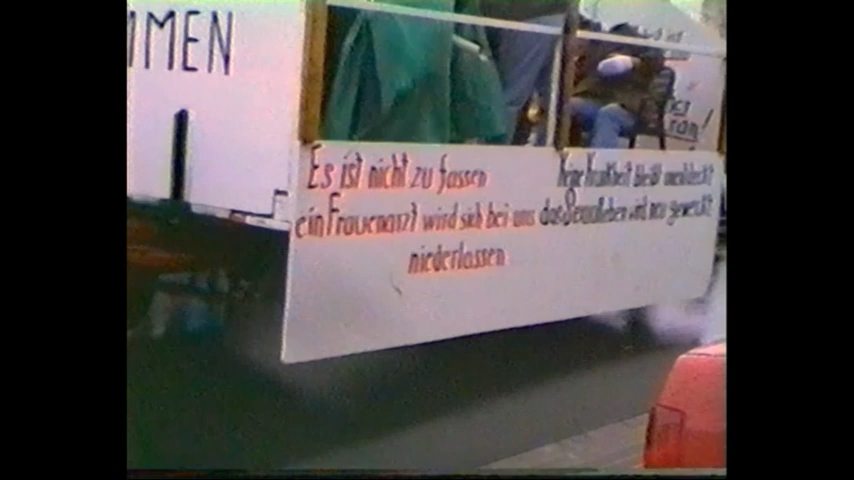 MMEN
Es ist nicht zu fassen
ein Frauenarzt wird sich bei uns
niederlassen
Keine Krankheit bleibt unentdeckt
das Sexualleben wird neu geweckt